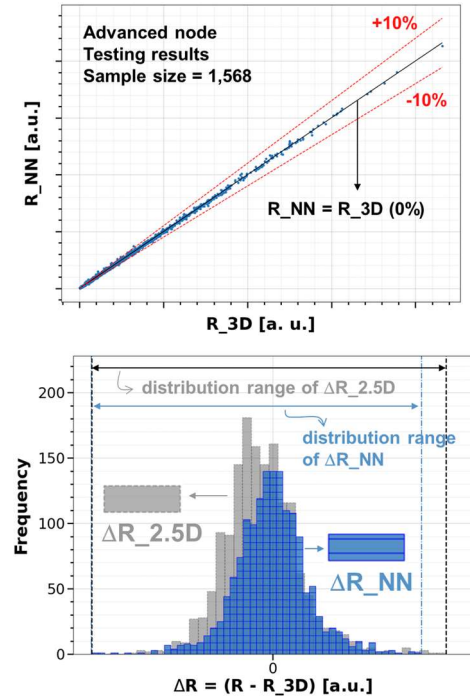 Advanced node
Testing results
Sample size = 1,568
+10%
-10%
R_NN = R_3D (0%)
R_NN [a.u.]
R_3D [a. u.]
distribution range of ΔR_2.5D
distribution range
of ΔR_NN
ΔR_2.5D
ΔR_NN
Frequency
200
150
100
50
0
0
ΔR = (R - R_3D) [a.u.]